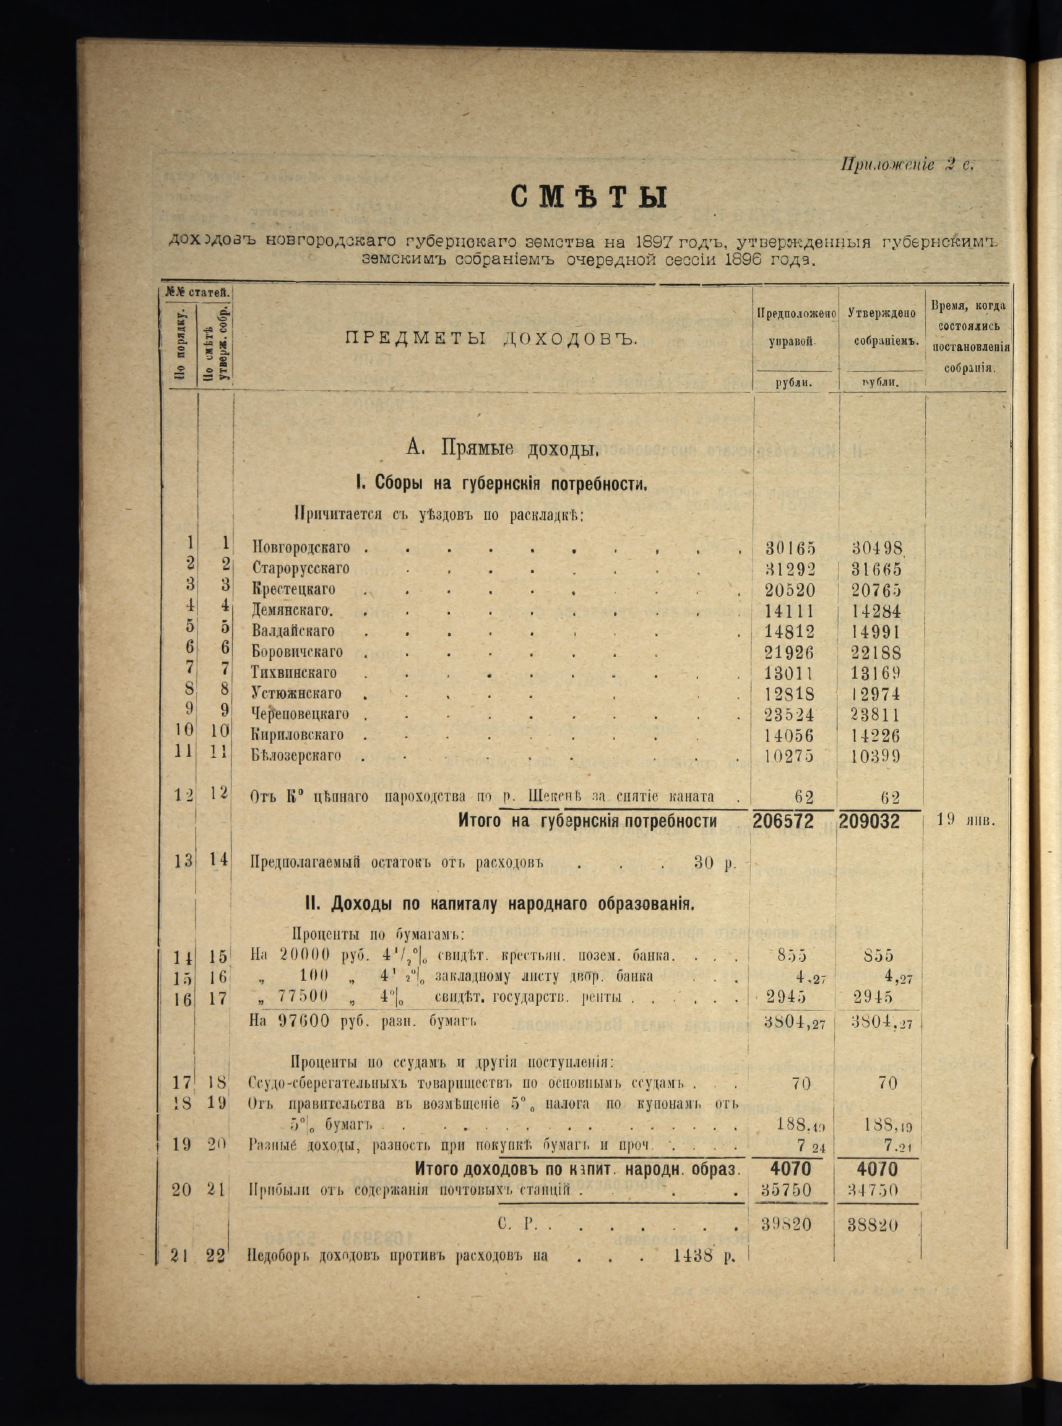 Приложеніе 2 с.
СМѢТЫ
доходовъ новгородскаго губернскаго земства на 1897 годъ, утвержденныя губернскимъ
земскимъ собраніемъ очередной сессіи 1896 года.
№№ статей.
По порядку.
По смѣтѣ утверж. собр.
ПРЕДМЕТЫ ДОХОДОВЪ.
Предположено управой. рубли.
Утверждено собраніемъ. рубли.
Время, когда состоялись постановленія собранія.
А. Прямые доходы.
I. Сборы на губернскія потребности.
Причитается съ уѣздовъ по раскладкѣ:
1 1 Новгородскаго . . . . . . . . . . 30165 30498
2 2 Старорусскаго . . . . . . . . 31292 31665
3 3 Крестецкаго . . . . . . . . . 20520 20765
4 4 Демянскаго . . . . . . . . . 14111 14284
5 5 Валдайскаго . . . . . . . . 14812 14991
6 6 Боровичскаго . . . . . . . . 21926 22188
7 7 Тихвинскаго . . . . . . . . . . 13011 13169
8 8 Устюжнскаго . . . . . . . . 12818 12974
9 9 Череповецкаго . . . . . . . . . . 23524 23811
10 10 Кириловскаго . . . . . . . . . 14056 14226
11 11 Бѣлозерскаго . . . . . . . . . 10275 10399
12 12 Отъ К° цѣпнаго пароходства по р. Шекснѣ за снятіе каната . 62 62
Итого на губернскія потребности 206572 209032 19 янв.
13 14 Предполагаемый остатокъ отъ расходовъ . . . 30 р.
II. Доходы по капиталу народнаго образованія.
Проценты по бумагамъ:
14 15 На 20000 руб. 4½% свидѣт. крестьян. позем. банка. . . . 855 855
15 16 „ 100 „ 4½% закладному листу двор. банка . . . 4,27 4,27
16 17 „ 77500 „ 4% свидѣт. государств. ренты . . . . . . 2945 2945
На 97600 руб. разн. бумагъ 3804,27 3804,27
Проценты по ссудамъ и другія поступленія:
17 18 Ссудо-сберегательныхъ товариществъ по основнымъ ссудамъ . . . 70 70
18 19 Отъ правительства въ возмѣщеніе 5% налога по купонамъ отъ
5% бумагъ . . . . . . . . . . . 188,49 188,49
19 20 Разные доходы, разность при покупкѣ бумагъ и проч. . . . . 7 24 7,24
Итого доходовъ по капит. народн. образ. 4070 4070
20 21 Прибыли отъ содержанія почтовыхъ станцій . . . . . 35750 34750
С. Р. . . . . . . . 39820 38820
21 22 Недоборъ доходовъ противъ расходовъ на . . . 1438 р.